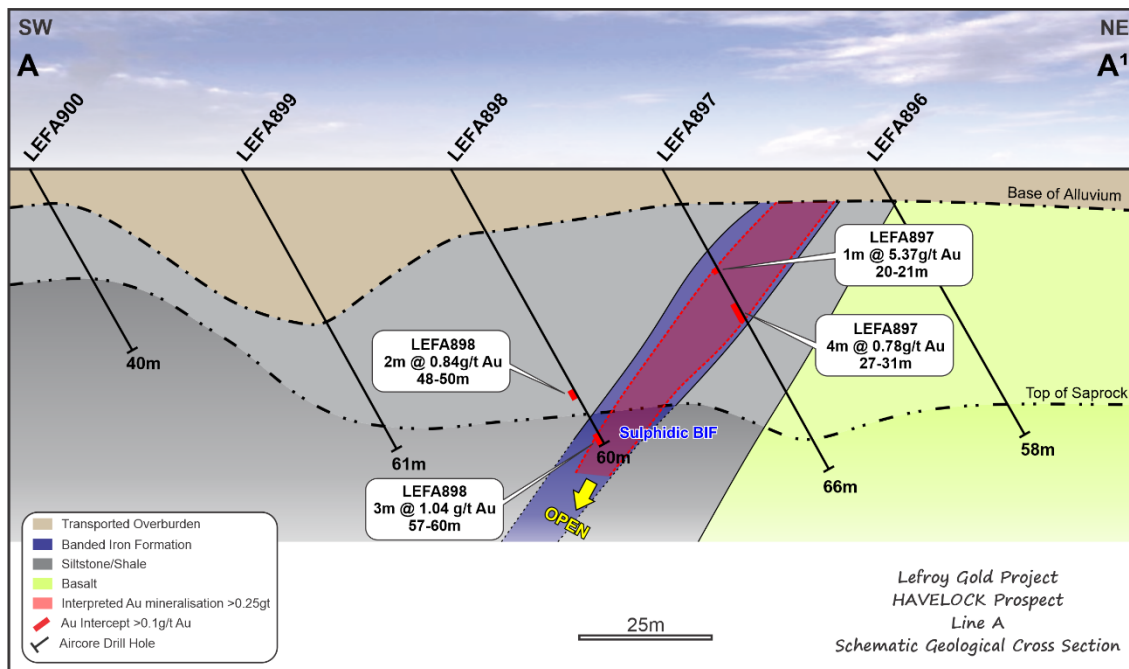 SW
NE
A
A¹
LEFA900
LEFA899
LEFA898
LEFA897
LEFA896
Base of Alluvium
LEFA897
1m @ 5.37g/t Au
20-21m
LEFA897
4m @ 0.78g/t Au
27-31m
LEFA898
2m @ 0.84g/t Au
48-50m
40m
Top of Saprock
Sulphidic BIF
61m
60m
58m
66m
LEFA898
3m @ 1.04 g/t Au
57-60m
OPEN
Transported Overburden
Banded Iron Formation
Siltstone/Shale
Basalt
Interpreted Au mineralisation >0.25gt
Au Intercept >0.1g/t Au
Aircore Drill Hole
25m
Lefroy Gold Project
HAVELOCK Prospect
Line A
Schematic Geological Cross Section